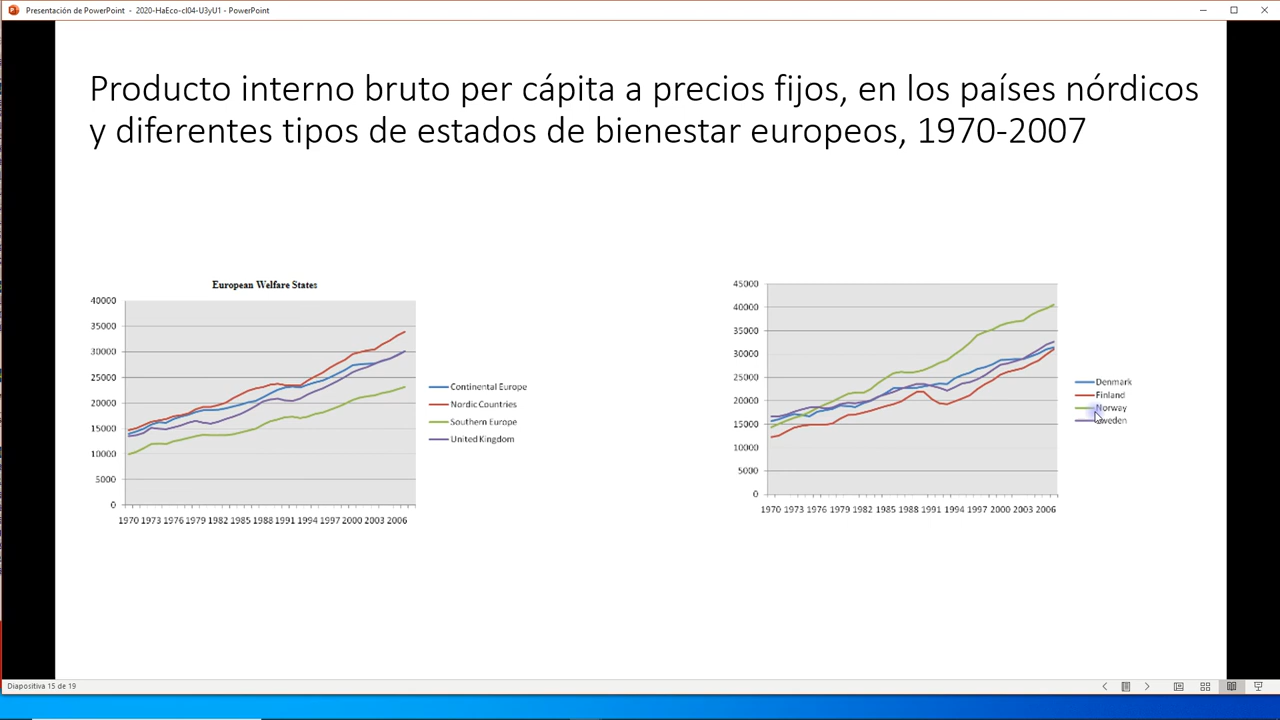 Presentación de PowerPoint - 2020-HaEco-cl04-U3yU1 - PowerPoint
Producto interno bruto per cápita a precios fijos, en los países nórdicos
y diferentes tipos de estados de bienestar europeos, 1970-2007
European Welfare States
40000
35000
30000
25000
20000
15000
10000
5000
0
1970 1973 1976 1979 1982 1985 1988 1991 1994 1997 2000 2003 2006
Continental Europe
Nordic Countries
Southern Europe
United Kingdom
45000
40000
35000
30000
25000
20000
15000
10000
5000
0
1970 1973 1976 1979 1982 1985 1988 1991 1994 1997 2000 2003 2006
Denmark
Finland
Norway
Sweden
Diapositiva 15 de 19